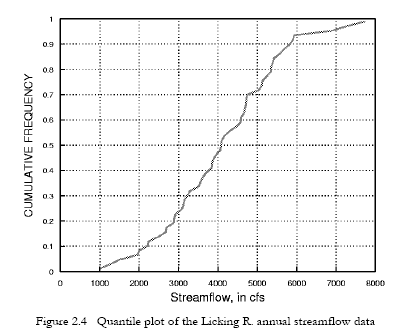 1
0.9
0.8
0.7
0.6
0.5
0.4
0.3
0.2
0.1
0
CUMULATIVE FREQUENCY
0 1000 2000 3000 4000 5000 6000 7000 8000
Streamflow, in cfs
Figure 2.4 Quantile plot of the Licking R. annual streamflow data